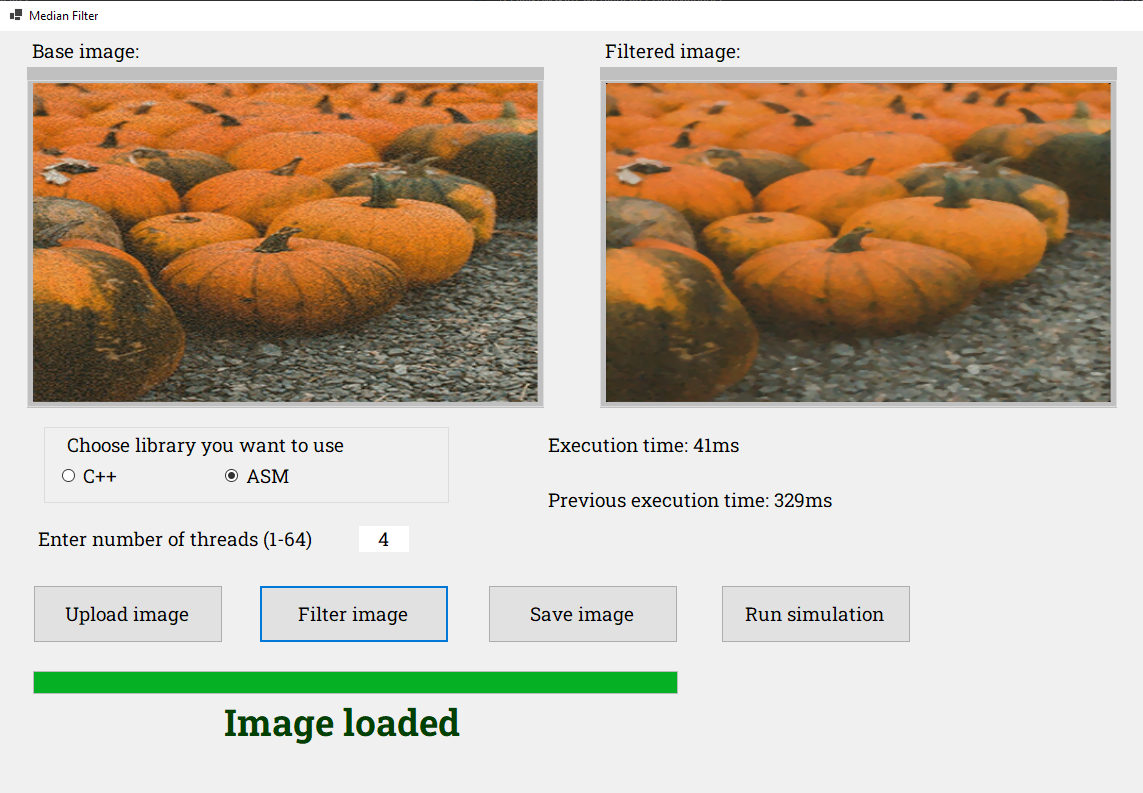 Median Filter
Base image:
Filtered image:
Choose library you want to use
C++
ASM
Execution time: 41ms
Previous execution time: 329ms
Enter number of threads (1-64)
4
Upload image
Filter image
Save image
Run simulation
Image loaded